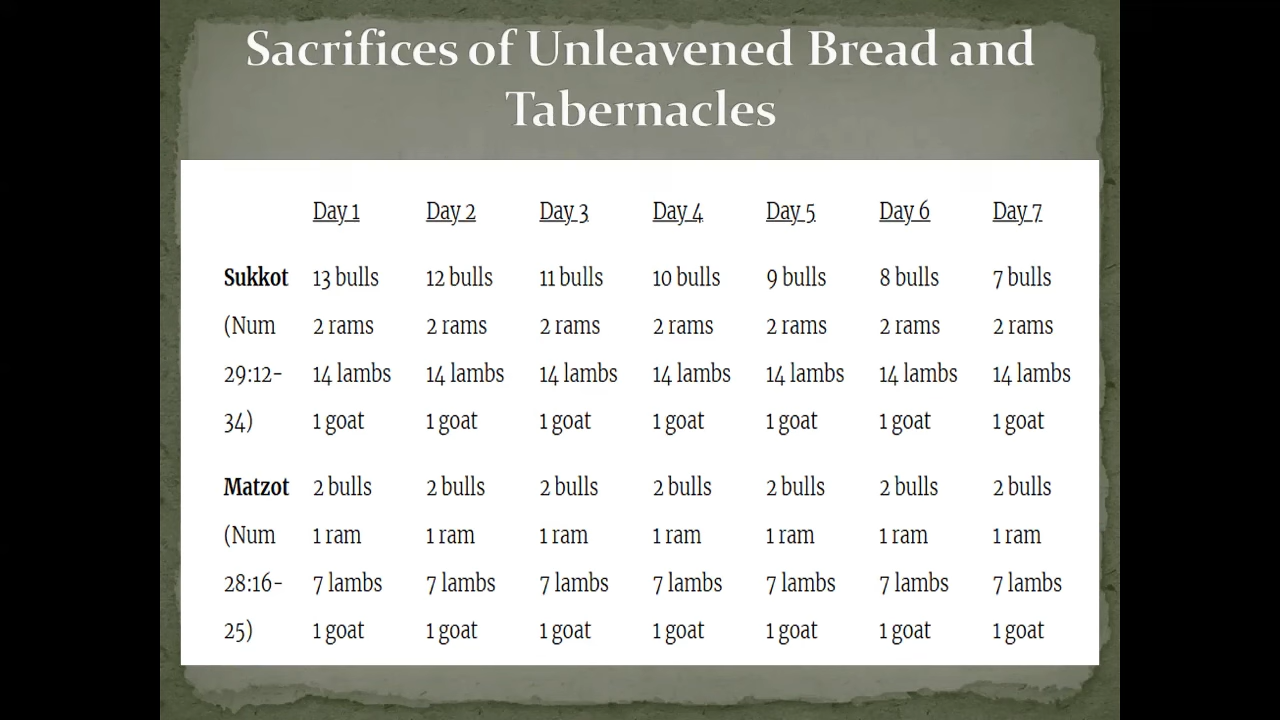 Sacrifices of Unleavened Bread and
Tabernacles
Day 1 Day 2 Day 3 Day 4 Day 5 Day 6 Day 7
Sukkot 13 bulls 12 bulls 11 bulls 10 bulls 9 bulls 8 bulls 7 bulls
(Num 2 rams 2 rams 2 rams 2 rams 2 rams 2 rams 2 rams
29:12- 14 lambs 14 lambs 14 lambs 14 lambs 14 lambs 14 lambs 14 lambs
34) 1 goat 1 goat 1 goat 1 goat 1 goat 1 goat 1 goat
Matzot 2 bulls 2 bulls 2 bulls 2 bulls 2 bulls 2 bulls 2 bulls
(Num 1 ram 1 ram 1 ram 1 ram 1 ram 1 ram 1 ram
28:16- 7 lambs 7 lambs 7 lambs 7 lambs 7 lambs 7 lambs 7 lambs
25) 1 goat 1 goat 1 goat 1 goat 1 goat 1 goat 1 goat